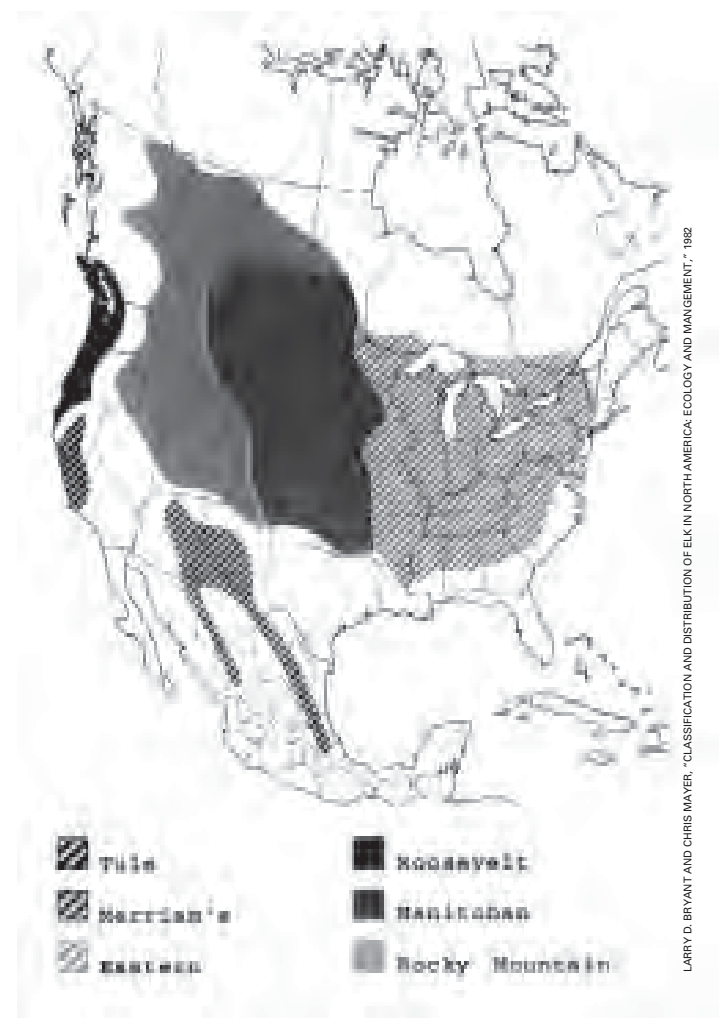 Tule
Merriam's
Eastern
Roosevelt
Manitoban
Rocky Mountain
LARRY D. BRYANT AND CHRIS MAYER, “CLASSIFICATION AND DISTRIBUTION OF ELK IN NORTH AMERICA: ECOLOGY AND MANGEMENT,” 1982